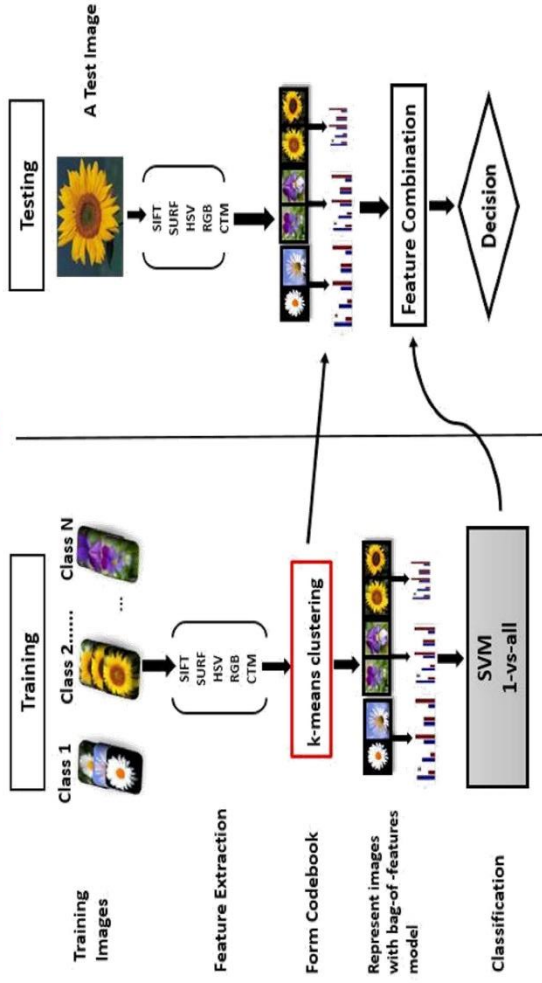 Training
Testing
Training
Images
Class 1
Class 2.......
Class N
...
A Test Image
Feature Extraction
SIFT
SURF
HSV
RGB
CTM
SIFT
SURF
HSV
RGB
CTM
Form Codebook
k-means clustering
Represent images
with bag-of -features
model
Classification
SVM
1-vs-all
Feature Combination
Decision